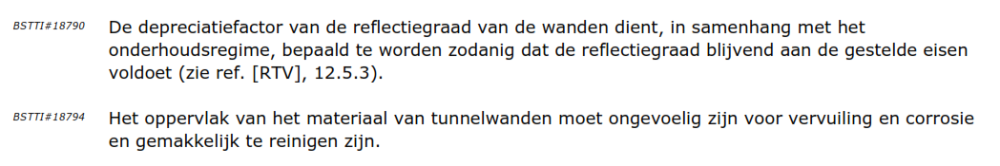 BSTTI#18790 De depreciatiefactor van de reflectiegraad van de wanden dient, in samenhang met het
onderhoudsregime, bepaald te worden zodanig dat de reflectiegraad blijvend aan de gestelde eisen
voldoet (zie ref. [RTV], 12.5.3).
BSTTI#18794 Het oppervlak van het materiaal van tunnelwanden moet ongevoelig zijn voor vervuiling en corrosie
en gemakkelijk te reinigen zijn.